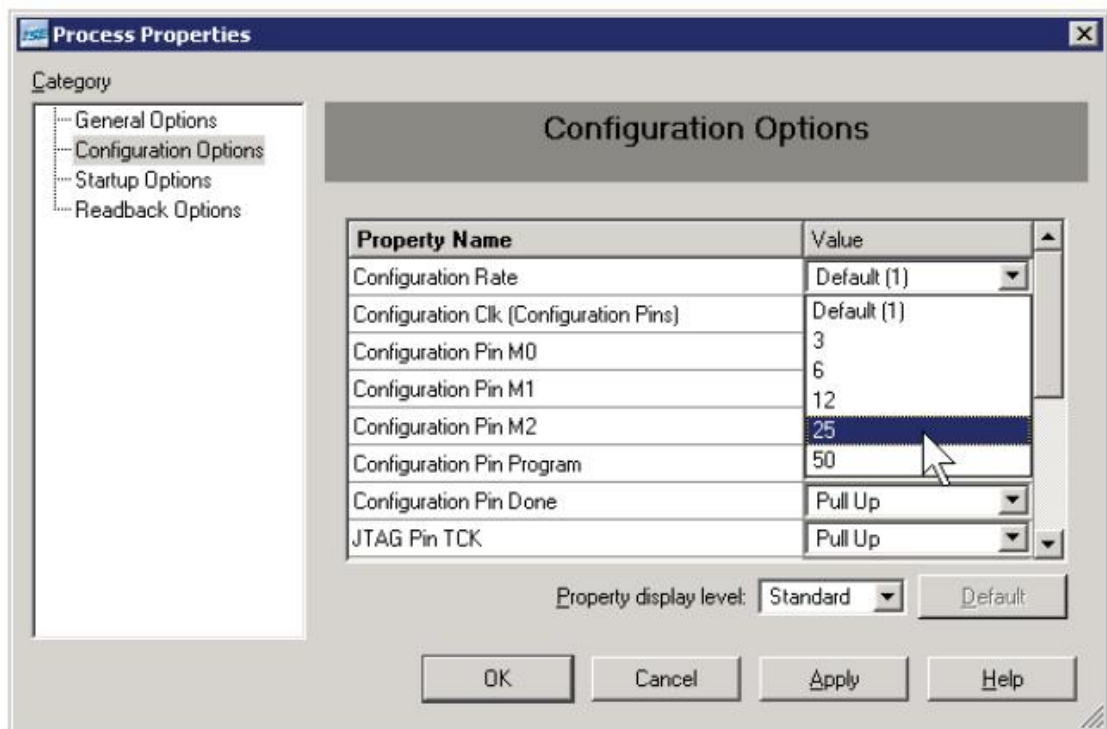 ISE Process Properties
Category
General Options
Configuration Options
Startup Options
Readback Options
Configuration Options
Property Name Value
Configuration Rate Default (1)
Configuration Clk (Configuration Pins) Default (1)
3
Configuration Pin M0
6
Configuration Pin M1 12
Configuration Pin M2 25
Configuration Pin Program 50
Configuration Pin Done Pull Up
JTAG Pin TCK Pull Up
Property display level: Standard Default
OK Cancel Apply Help